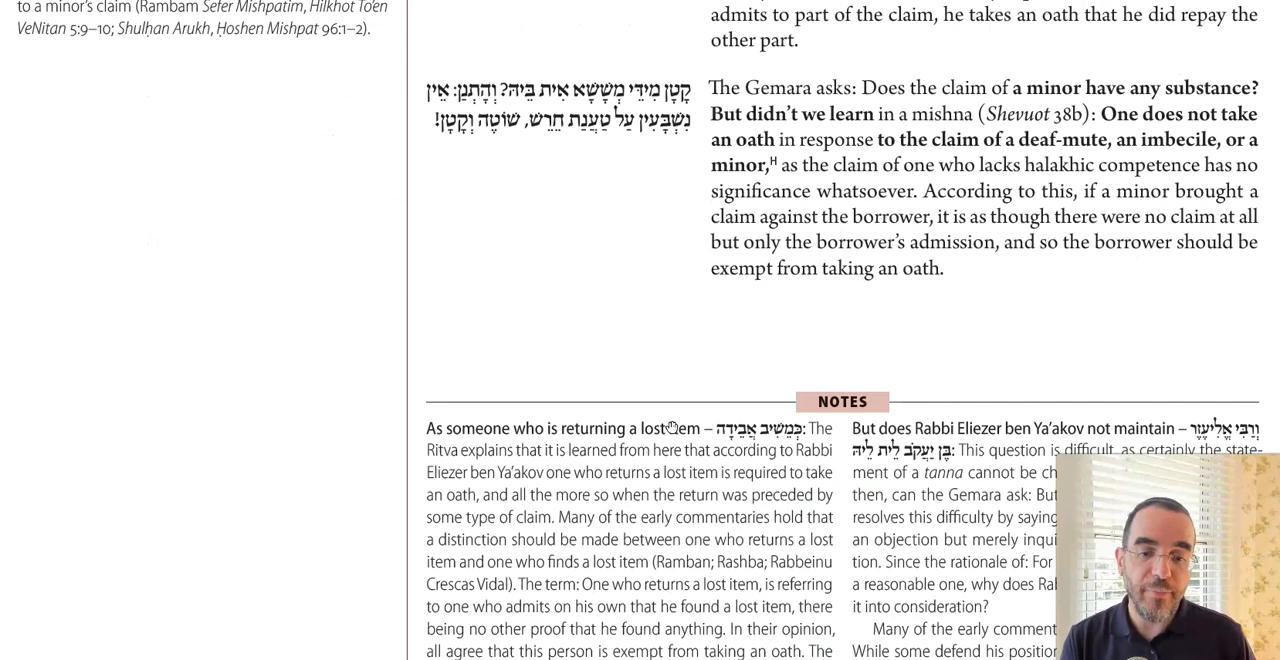 to a minor's claim (Rambam Sefer Mishpatim, Hilkhot To'en
VeNitan 5:9–10; Shulḥan Arukh, Ḥoshen Mishpat 96:1–2).
admits to part of the claim, he takes an oath that he did repay the
other part.
קָטָן מִידֵּי מְשָׁשָׁא אִית בֵּיהּ? וְהָתְנַן: אֵין
נִשְׁבָּעִין עַל טַעֲנַת חֵרֵשׁ, שׁוֹטֶה וְקָטָן!
The Gemara asks: Does the claim of a minor have any substance?
But didn't we learn in a mishna (Shevuot 38b): One does not take
an oath in response to the claim of a deaf-mute, an imbecile, or a
minor,H as the claim of one who lacks halakhic competence has no
significance whatsoever. According to this, if a minor brought a
claim against the borrower, it is as though there were no claim at all
but only the borrower's admission, and so the borrower should be
exempt from taking an oath.
NOTES
As someone who is returning a lost item – כְּמֵשִׁיב אֲבֵידָה: The
Ritva explains that it is learned from here that according to Rabbi
Eliezer ben Ya'akov one who returns a lost item is required to take
an oath, and all the more so when the return was preceded by
some type of claim. Many of the early commentaries hold that
a distinction should be made between one who returns a lost
item and one who finds a lost item (Ramban; Rashba; Rabbeinu
Crescas Vidal). The term: One who returns a lost item, is referring
to one who admits on his own that he found a lost item, there
being no other proof that he found anything. In their opinion,
all agree that this person is exempt from taking an oath. The
But does Rabbi Eliezer ben Ya'akov not maintain – וְרַבִּי אֱלִיעֶזֶר
בֶּן יַעֲקֹב לֵית לֵיהּ: This question is difficult, as certainly the state-
ment of a tanna cannot be ch
then, can the Gemara ask: But
resolves this difficulty by saying
an objection but merely inqui
tion. Since the rationale of: For
a reasonable one, why does Ra
it into consideration?
Many of the early comment
While some defend his position